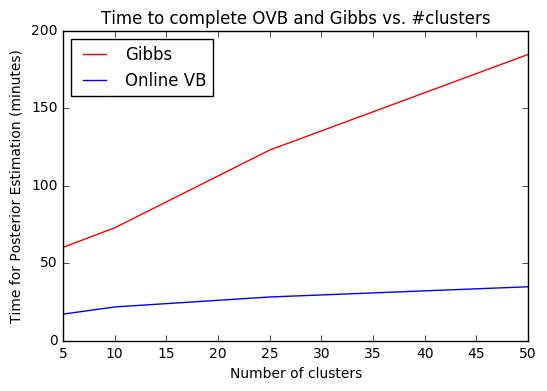 Time to complete OVB and Gibbs vs. #clusters
Gibbs
Online VB
Time for Posterior Estimation (minutes)
200
150
100
50
0
5 10 15 20 25 30 35 40 45 50
Number of clusters